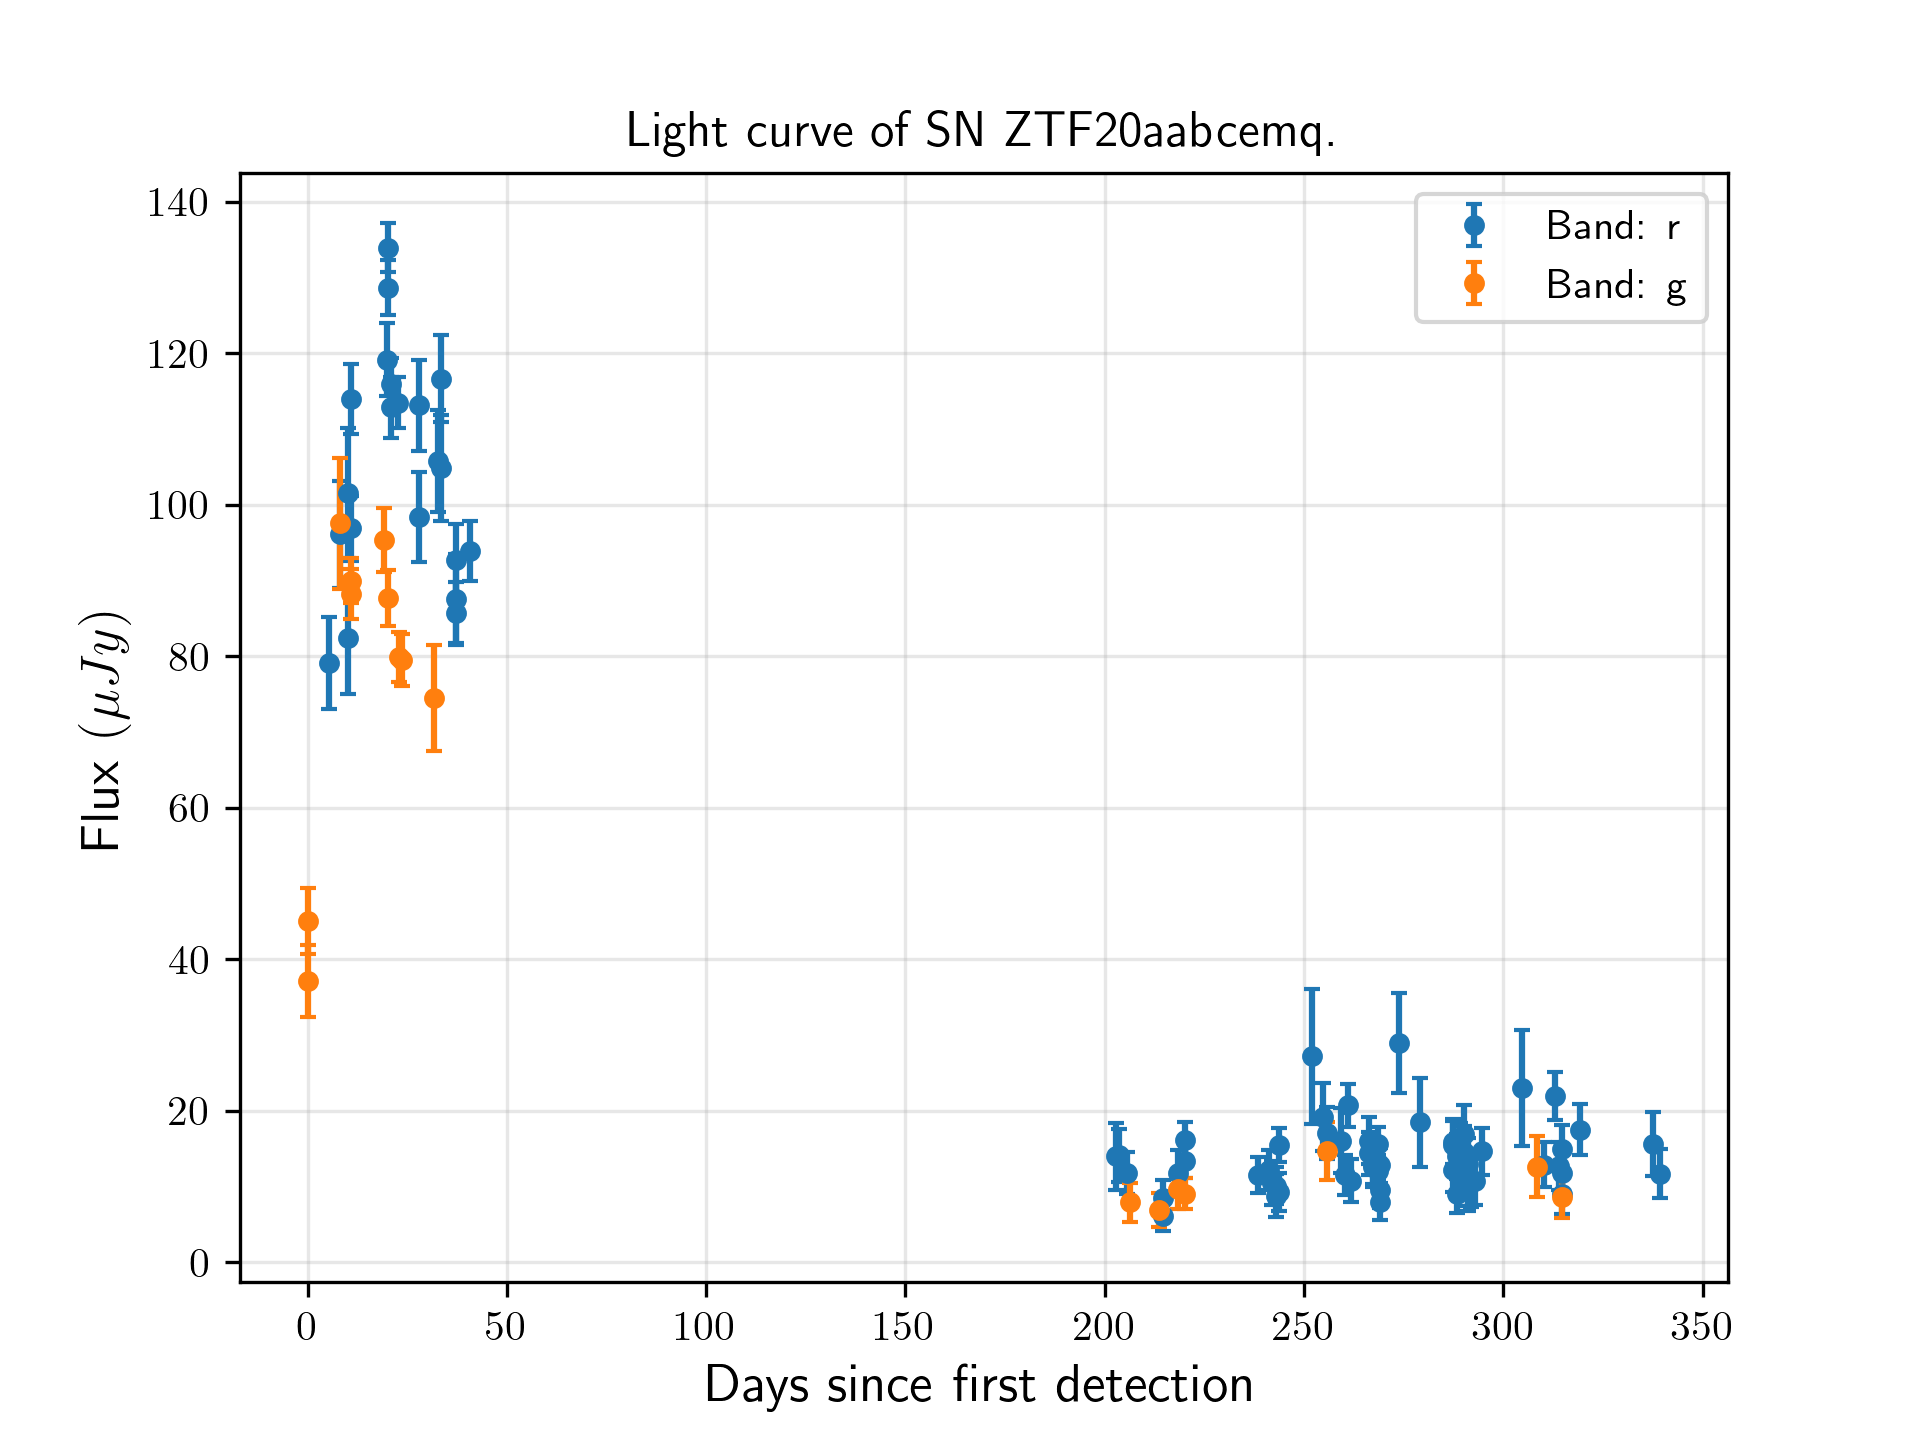 Light curve of SN ZTF20aabcemq.
Band: r
Band: g
Flux (μJy)
140
120
100
80
60
40
20
0
0 50 100 150 200 250 300 350
Days since first detection